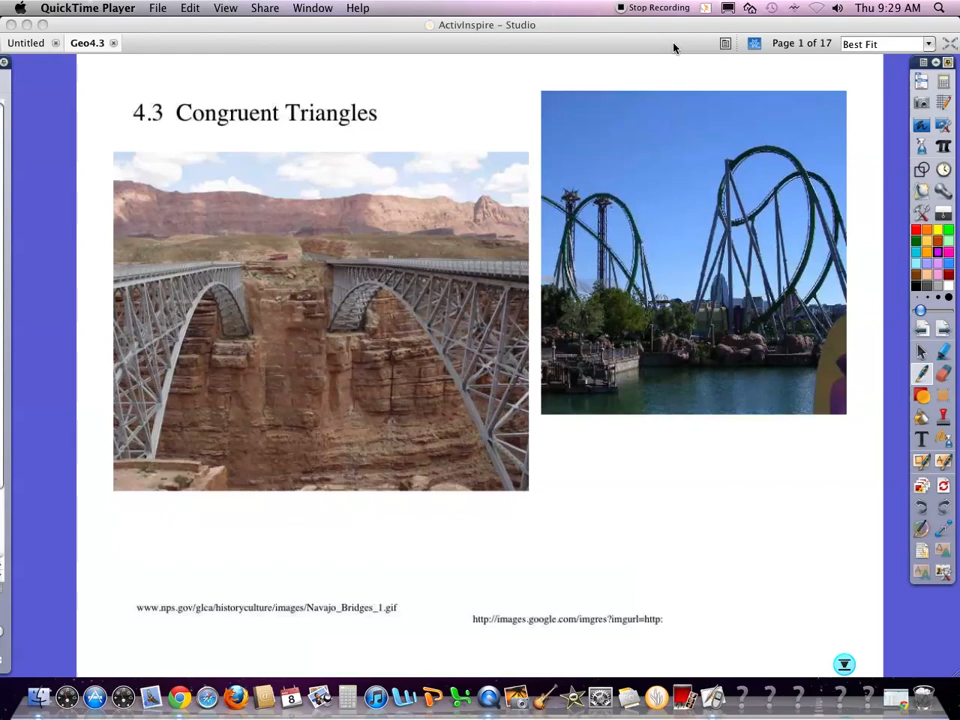 QuickTime Player File Edit View Share Window Help Stop Recording Thu 9:29 AM
ActivInspire – Studio
Untitled Geo4.3 Page 1 of 17 Best Fit
4.3 Congruent Triangles
www.nps.gov/glca/historyculture/images/Navajo_Bridges_1.gif
http://images.google.com/imgres?imgurl=http: